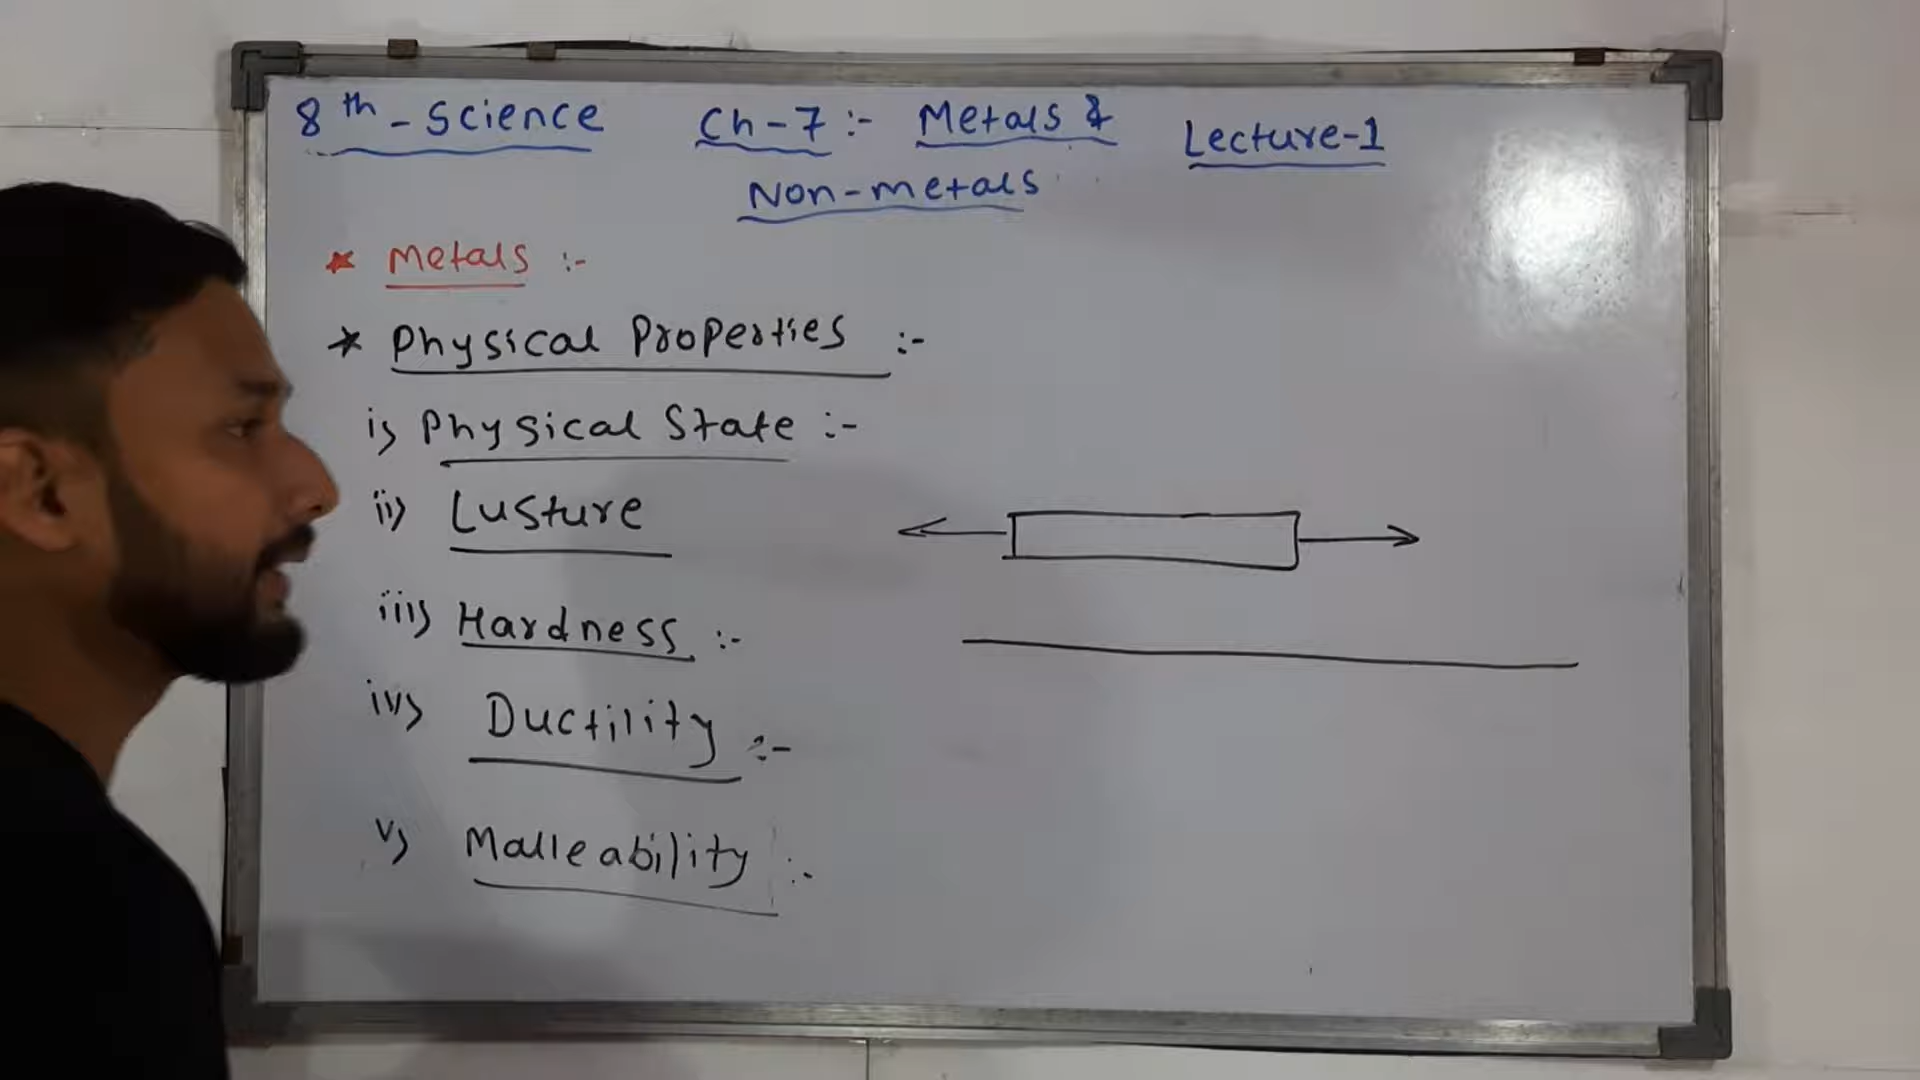 8th - Science Ch-7 :- Metals & Lecture-1
Non-metals
* Metals :-
* Physical Properties :-
i) Physical State :-
ii) Lusture
iii) Hardness :-
iv) Ductility :-
v) Malleability :-